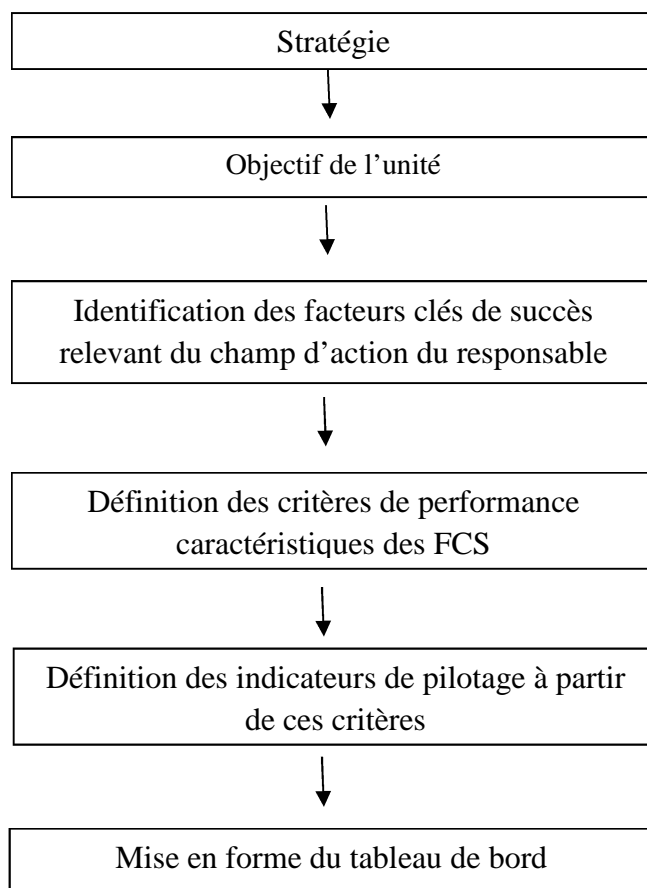 Stratégie
Objectif de l’unité
Identification des facteurs clés de succès
relevant du champ d’action du responsable
Définition des critères de performance
caractéristiques des FCS
Définition des indicateurs de pilotage à partir
de ces critères
Mise en forme du tableau de bord